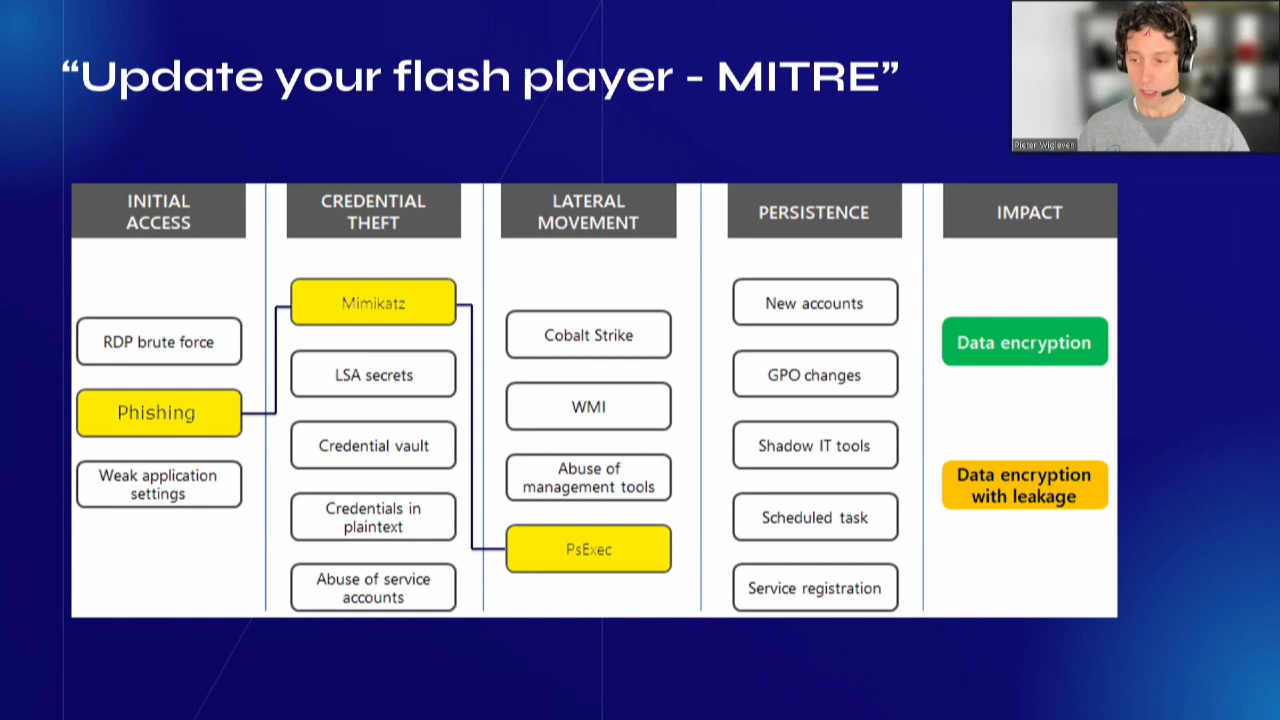 “Update your flash player - MITRE”
Pieter Wigleven
INITIAL
ACCESS
CREDENTIAL
THEFT
LATERAL
MOVEMENT
PERSISTENCE
IMPACT
RDP brute force
Phishing
Weak application
settings
Mimikatz
LSA secrets
Credential vault
Credentials in
plaintext
Abuse of service
accounts
Cobalt Strike
WMI
Abuse of
management tools
PsExec
New accounts
GPO changes
Shadow IT tools
Scheduled task
Service registration
Data encryption
Data encryption
with leakage